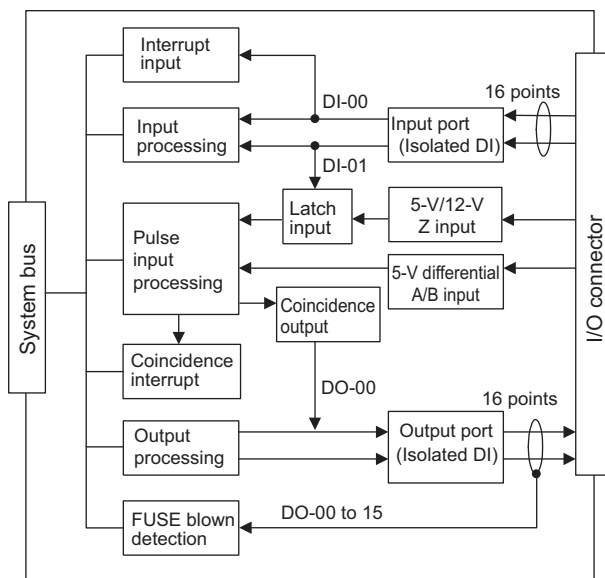 Interrupt
input
DI-00
16 points
Input
processing
Input port
(Isolated DI)
DI-01
Latch
input
5-V/12-V
Z input
Pulse
input
processing
5-V differential
A/B input
Coincidence
output
System bus
I/O connector
Coincidence
interrupt
DO-00
16 points
Output
processing
Output port
(Isolated DI)
FUSE blown
detection
DO-00 to 15